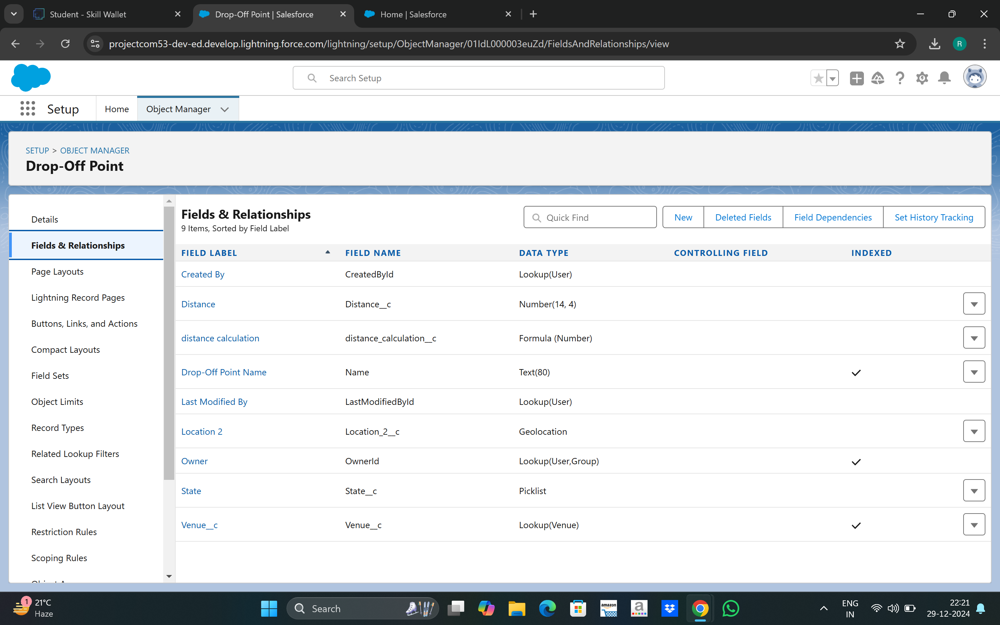 Student - Skill Wallet
Drop-Off Point | Salesforce
Home | Salesforce
projectcom53-dev-ed.develop.lightning.force.com/lightning/setup/ObjectManager/01IdL000003euZd/FieldsAndRelationships/view
R
Search Setup
Setup
Home
Object Manager
SETUP > OBJECT MANAGER
Drop-Off Point
Details
Fields & Relationships
Page Layouts
Lightning Record Pages
Buttons, Links, and Actions
Compact Layouts
Field Sets
Object Limits
Record Types
Related Lookup Filters
Search Layouts
List View Button Layout
Restriction Rules
Scoping Rules
Fields & Relationships
9 Items, Sorted by Field Label
Quick Find
New
Deleted Fields
Field Dependencies
Set History Tracking
FIELD LABEL FIELD NAME DATA TYPE CONTROLLING FIELD INDEXED
Created By CreatedById Lookup(User)
Distance Distance__c Number(14, 4)
distance calculation distance_calculation__c Formula (Number)
Drop-Off Point Name Name Text(80)
Last Modified By LastModifiedById Lookup(User)
Location 2 Location_2__c Geolocation
Owner OwnerId Lookup(User,Group)
State State__c Picklist
Venue__c Venue__c Lookup(Venue)
1
21°C
Haze
Search
amazon
a
ENG
IN
22:21
29-12-2024